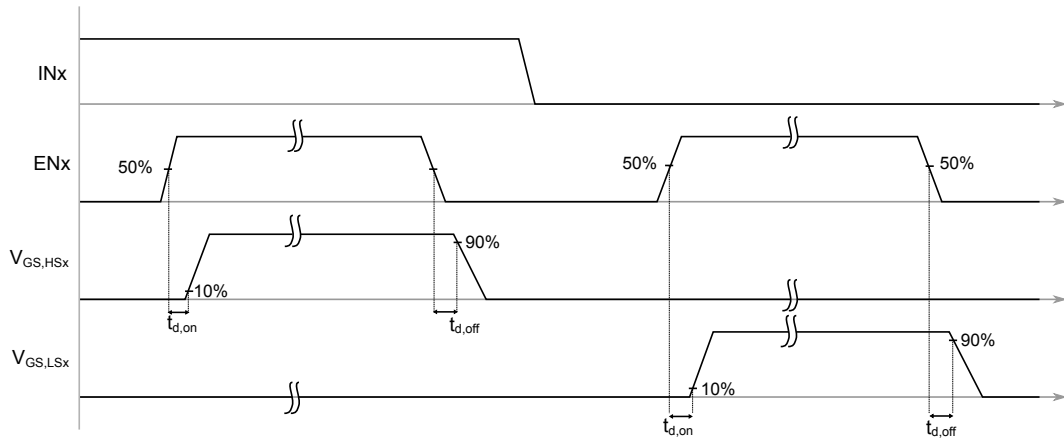 INx
ENx
50%
50%
50%
V_GS,HSx
90%
10%
t_d,on
t_d,off
V_GS,LSx
90%
10%
t_d,on
t_d,off